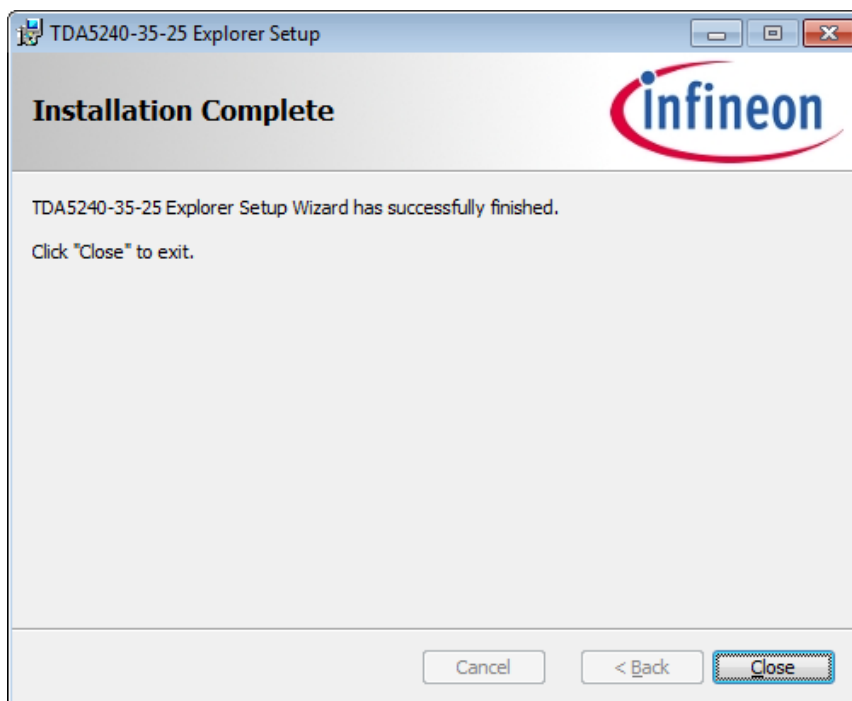 TDA5240-35-25 Explorer Setup
Installation Complete
infineon
TDA5240-35-25 Explorer Setup Wizard has successfully finished.
Click "Close" to exit.
Cancel
< Back
Close